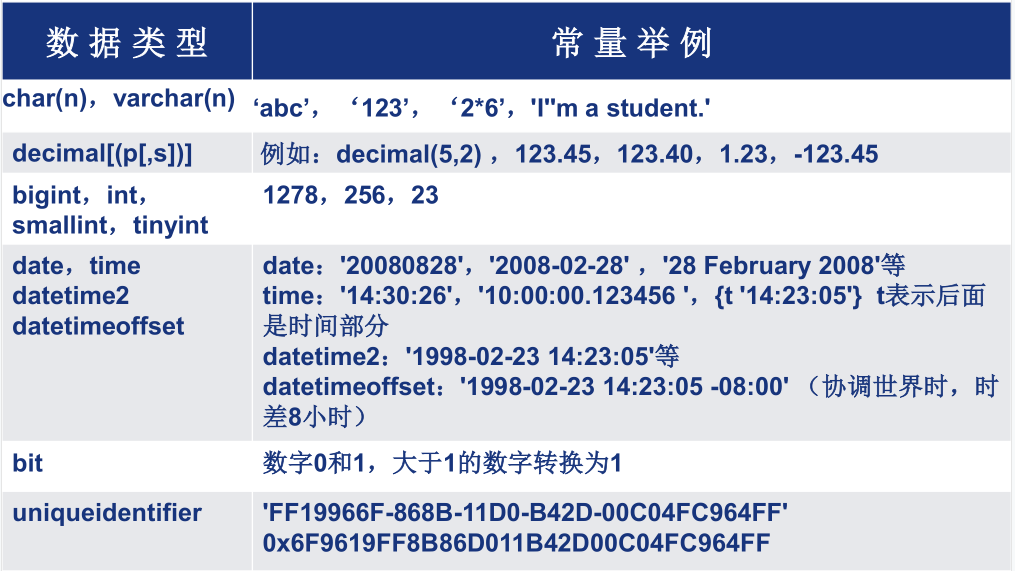 数据类型
常量举例
char(n)，varchar(n)
‘abc’，‘123’，‘2*6’，'I''m a student.'
decimal[(p[,s])]
例如：decimal(5,2) ，123.45，123.40，1.23，-123.45
bigint，int，
smallint，tinyint
1278，256，23
date，time
datetime2
datetimeoffset
date：'20080828'，'2008-02-28' ，'28 February 2008'等
time：'14:30:26'，'10:00:00.123456 '，{t '14:23:05'} t表示后面
是时间部分
datetime2：'1998-02-23 14:23:05'等
datetimeoffset：'1998-02-23 14:23:05 -08:00' （协调世界时，时
差8小时）
bit
数字0和1，大于1的数字转换为1
uniqueidentifier
'FF19966F-868B-11D0-B42D-00C04FC964FF'
0x6F9619FF8B86D011B42D00C04FC964FF